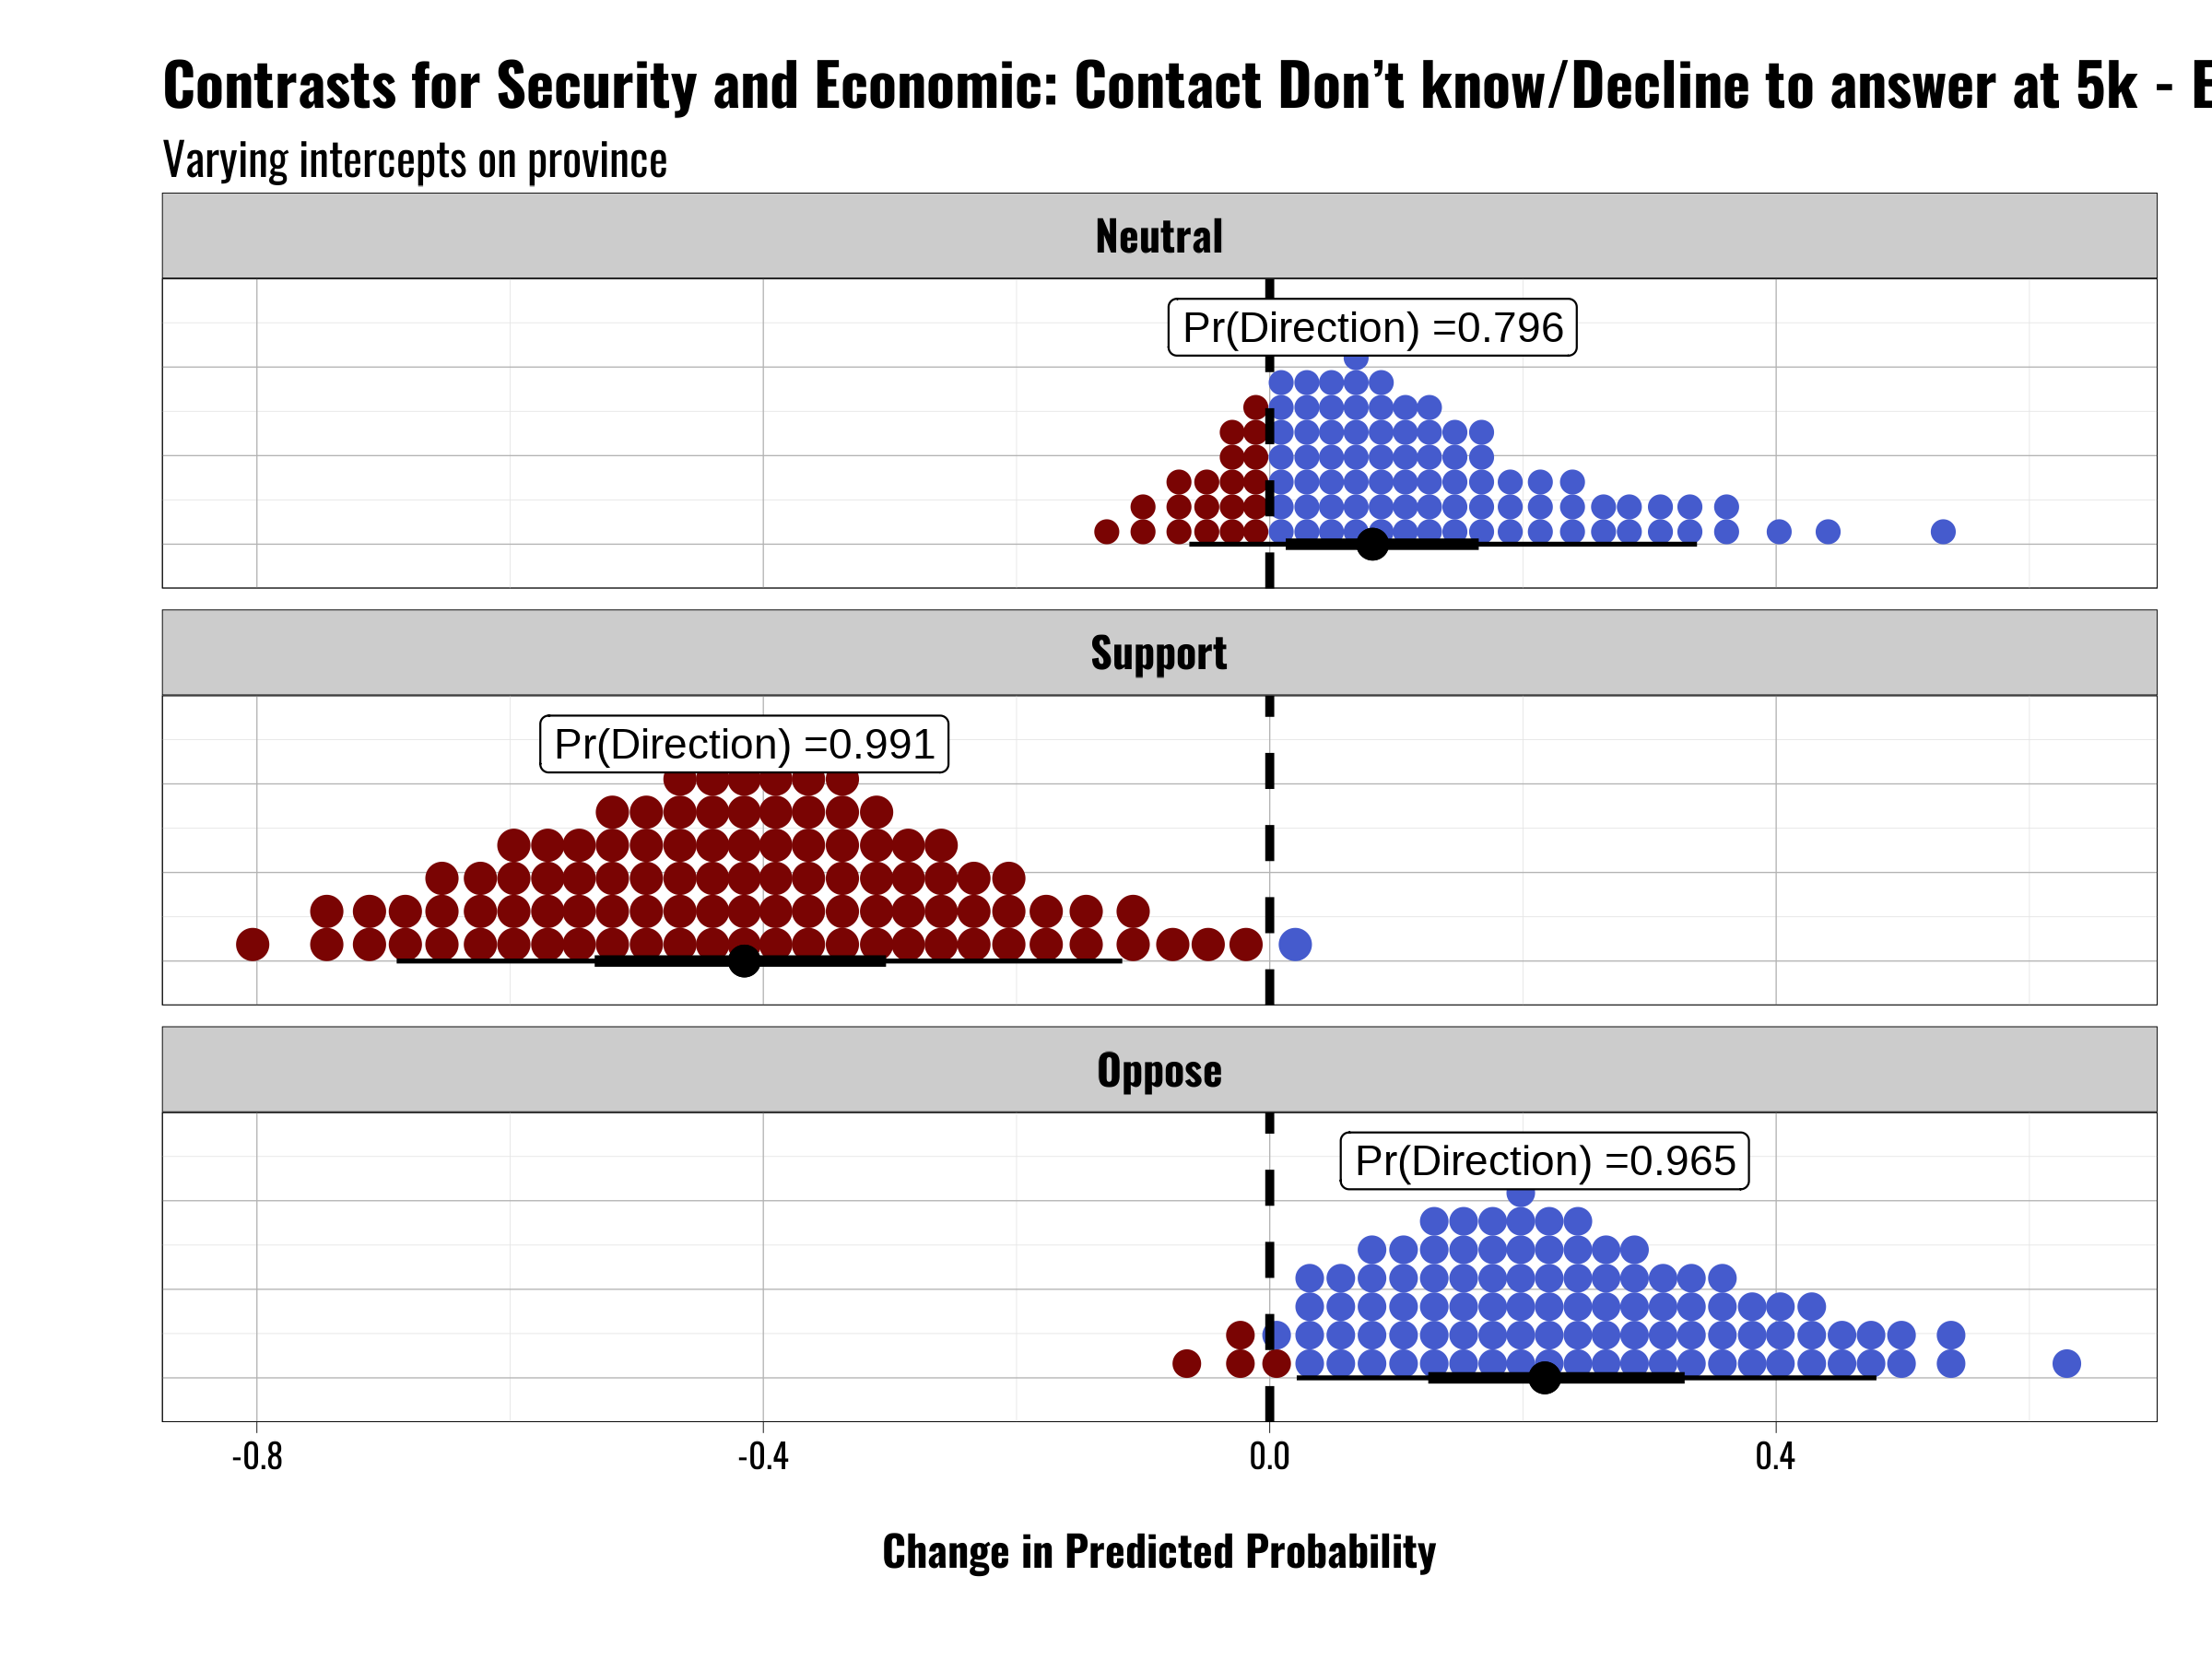 Contrasts for Security and Economic: Contact Don’t know/Decline to answer at 5k - 
Varying intercepts on province
Neutral
Pr(Direction) =0.796
Support
Pr(Direction) =0.991
Oppose
Pr(Direction) =0.965
-0.8 -0.4 0.0 0.4
Change in Predicted Probability